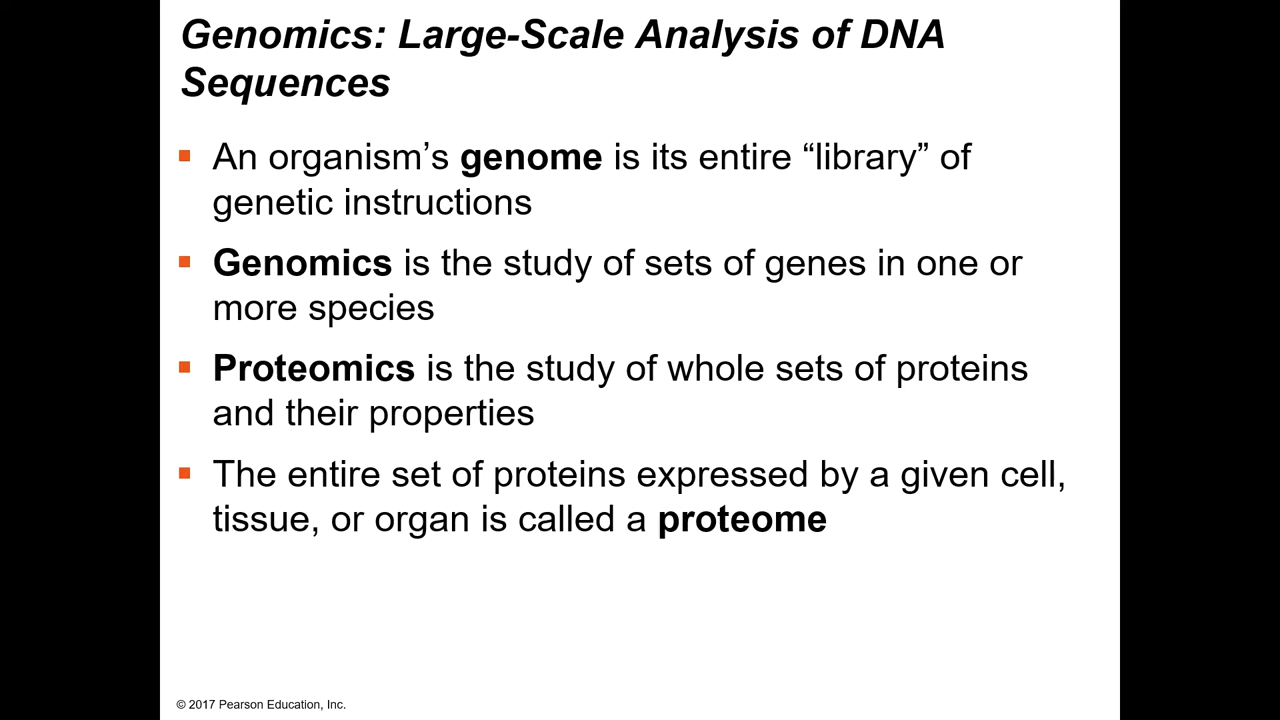 Genomics: Large-Scale Analysis of DNA
Sequences
▪ An organism’s genome is its entire “library” of
genetic instructions
▪ Genomics is the study of sets of genes in one or
more species
▪ Proteomics is the study of whole sets of proteins
and their properties
▪ The entire set of proteins expressed by a given cell,
tissue, or organ is called a proteome
© 2017 Pearson Education, Inc.